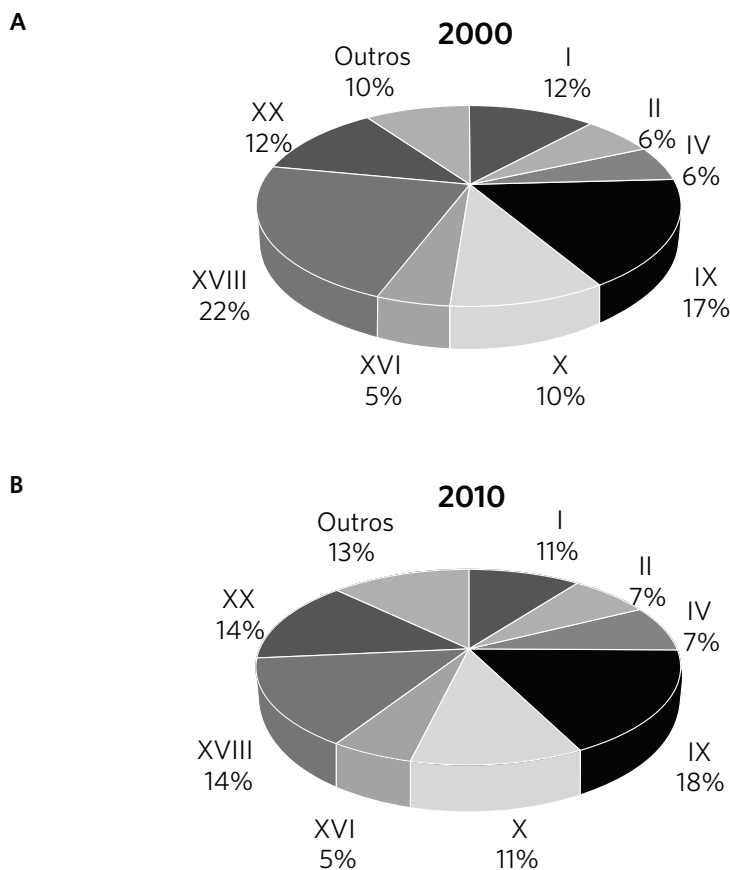 A
2000
Outros
10%
I
12%
II
6%
IV
6%
XX
12%
XVIII
22%
IX
17%
XVI
5%
X
10%
B
2010
Outros
13%
I
11%
II
7%
IV
7%
XX
14%
XVIII
14%
IX
18%
XVI
5%
X
11%